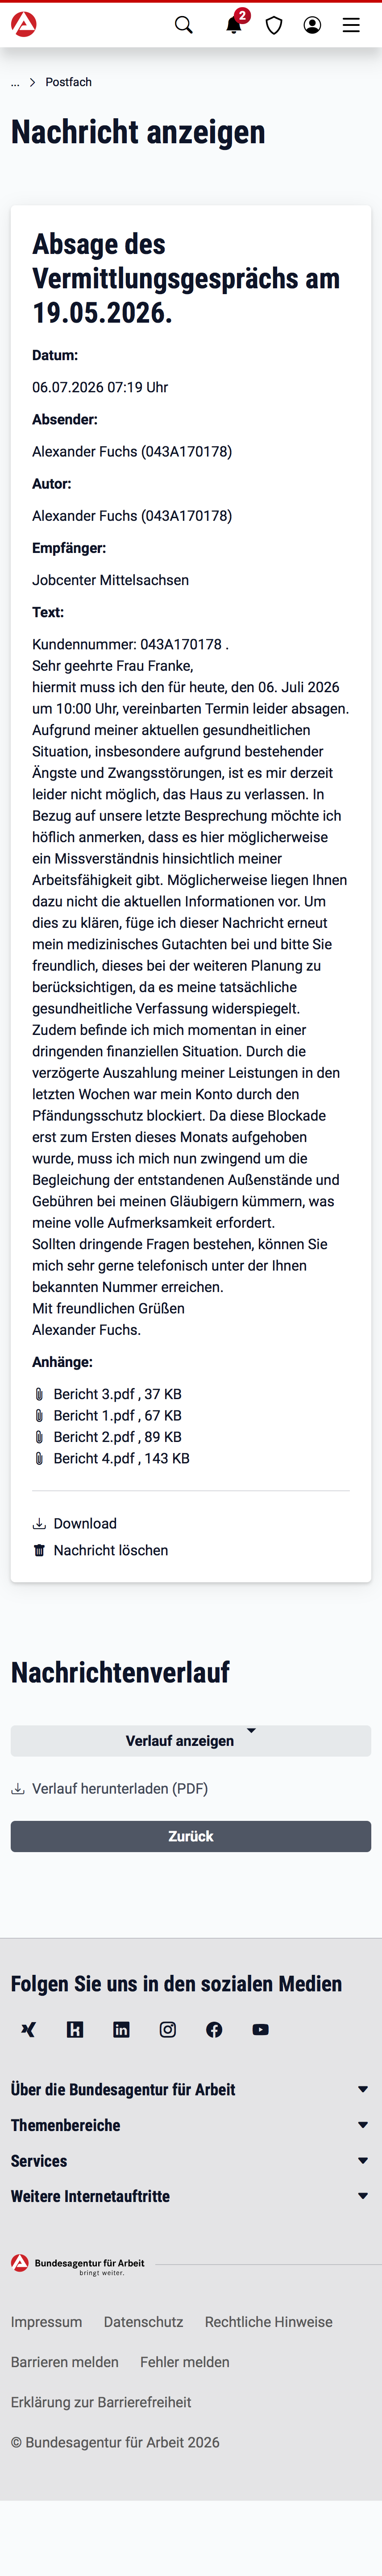 2
... Postfach
Nachricht anzeigen
Absage des
Vermittlungsgesprächs am
19.05.2026.
Datum:
06.07.2026 07:19 Uhr
Absender:
Alexander Fuchs (043A170178)
Autor:
Alexander Fuchs (043A170178)
Empfänger:
Jobcenter Mittelsachsen
Text:
Kundennummer: 043A170178 .
Sehr geehrte Frau Franke,
hiermit muss ich den für heute, den 06. Juli 2026
um 10:00 Uhr, vereinbarten Termin leider absagen.
Aufgrund meiner aktuellen gesundheitlichen
Situation, insbesondere aufgrund bestehender
Ängste und Zwangsstörungen, ist es mir derzeit
leider nicht möglich, das Haus zu verlassen. In
Bezug auf unsere letzte Besprechung möchte ich
höflich anmerken, dass es hier möglicherweise
ein Missverständnis hinsichtlich meiner
Arbeitsfähigkeit gibt. Möglicherweise liegen Ihnen
dazu nicht die aktuellen Informationen vor. Um
dies zu klären, füge ich dieser Nachricht erneut
mein medizinisches Gutachten bei und bitte Sie
freundlich, dieses bei der weiteren Planung zu
berücksichtigen, da es meine tatsächliche
gesundheitliche Verfassung widerspiegelt.
Zudem befinde ich mich momentan in einer
dringenden finanziellen Situation. Durch die
verzögerte Auszahlung meiner Leistungen in den
letzten Wochen war mein Konto durch den
Pfändungsschutz blockiert. Da diese Blockade
erst zum Ersten dieses Monats aufgehoben
wurde, muss ich mich nun zwingend um die
Begleichung der entstandenen Außenstände und
Gebühren bei meinen Gläubigern kümmern, was
meine volle Aufmerksamkeit erfordert.
Sollten dringende Fragen bestehen, können Sie
mich sehr gerne telefonisch unter der Ihnen
bekannten Nummer erreichen.
Mit freundlichen Grüßen
Alexander Fuchs.
Anhänge:
Bericht 3.pdf , 37 KB
Bericht 1.pdf , 67 KB
Bericht 2.pdf , 89 KB
Bericht 4.pdf , 143 KB
Download
Nachricht löschen
Nachrichtenverlauf
Verlauf anzeigen
Verlauf herunterladen (PDF)
Zurück
Folgen Sie uns in den sozialen Medien
Über die Bundesagentur für Arbeit
Themenbereiche
Services
Weitere Internetauftritte
Bundesagentur für Arbeit
bringt weiter.
Impressum Datenschutz Rechtliche Hinweise
Barrieren melden Fehler melden
Erklärung zur Barrierefreiheit
© Bundesagentur für Arbeit 2026